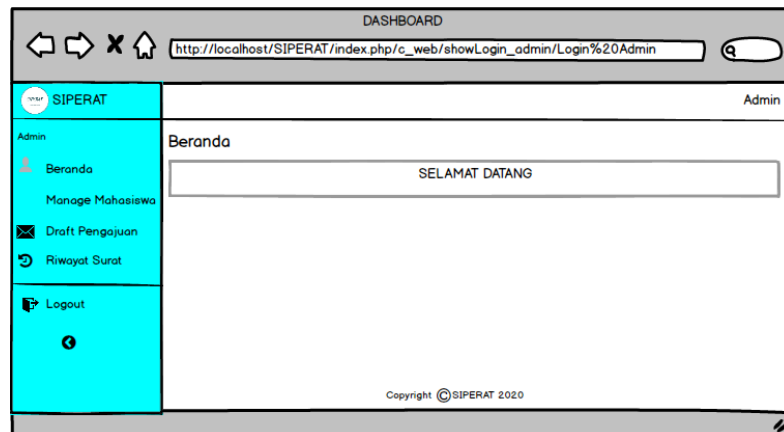 DASHBOARD
http://localhost/SIPERAT/index.php/c_web/showLogin_admin/Login%20Admin
SIPERAT
Admin
Admin
Beranda
Beranda
SELAMAT DATANG
Manage Mahasiswa
Draft Pengajuan
Riwayat Surat
Logout
Copyright ©SIPERAT 2020